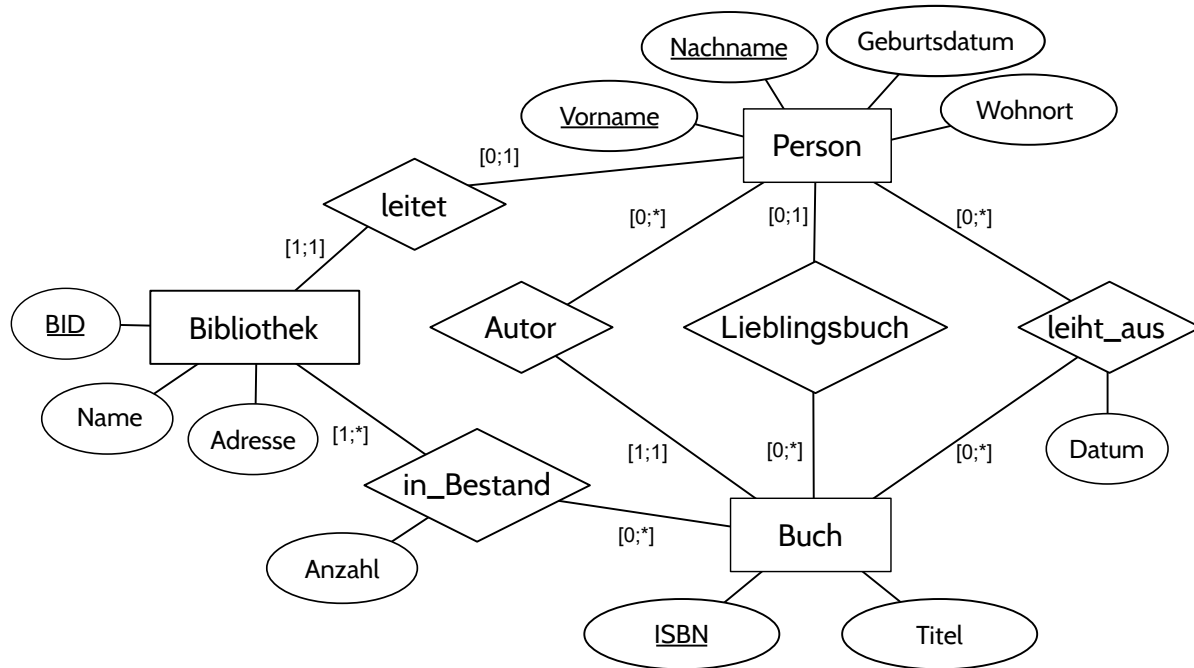 Nachname
Geburtsdatum
Vorname
Wohnort
Person
[0;1]
leitet
[0;*]
[0;1]
[0;*]
[1;1]
BID
Bibliothek
Autor
Lieblingsbuch
leiht_aus
Name
Adresse
[1;*]
[1;1]
[0;*]
[0;*]
Datum
in_Bestand
[0;*]
Buch
Anzahl
ISBN
Titel